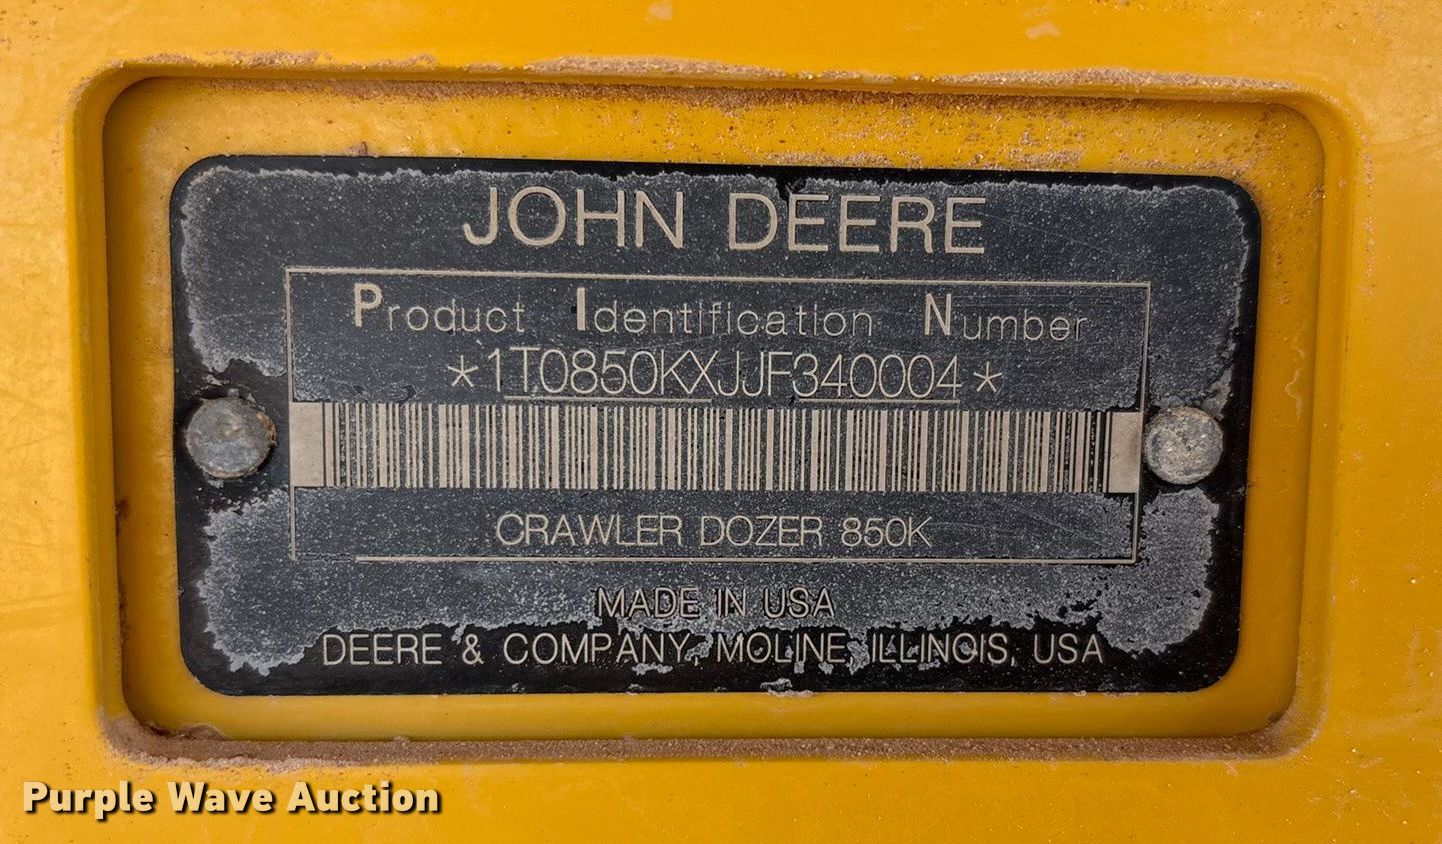 JOHN DEERE
Product Identification Number
*1T0850KXJJF340004*
CRAWLER DOZER 850K
MADE IN USA
DEERE & COMPANY, MOLINE, ILLINOIS, USA
Purple Wave Auction